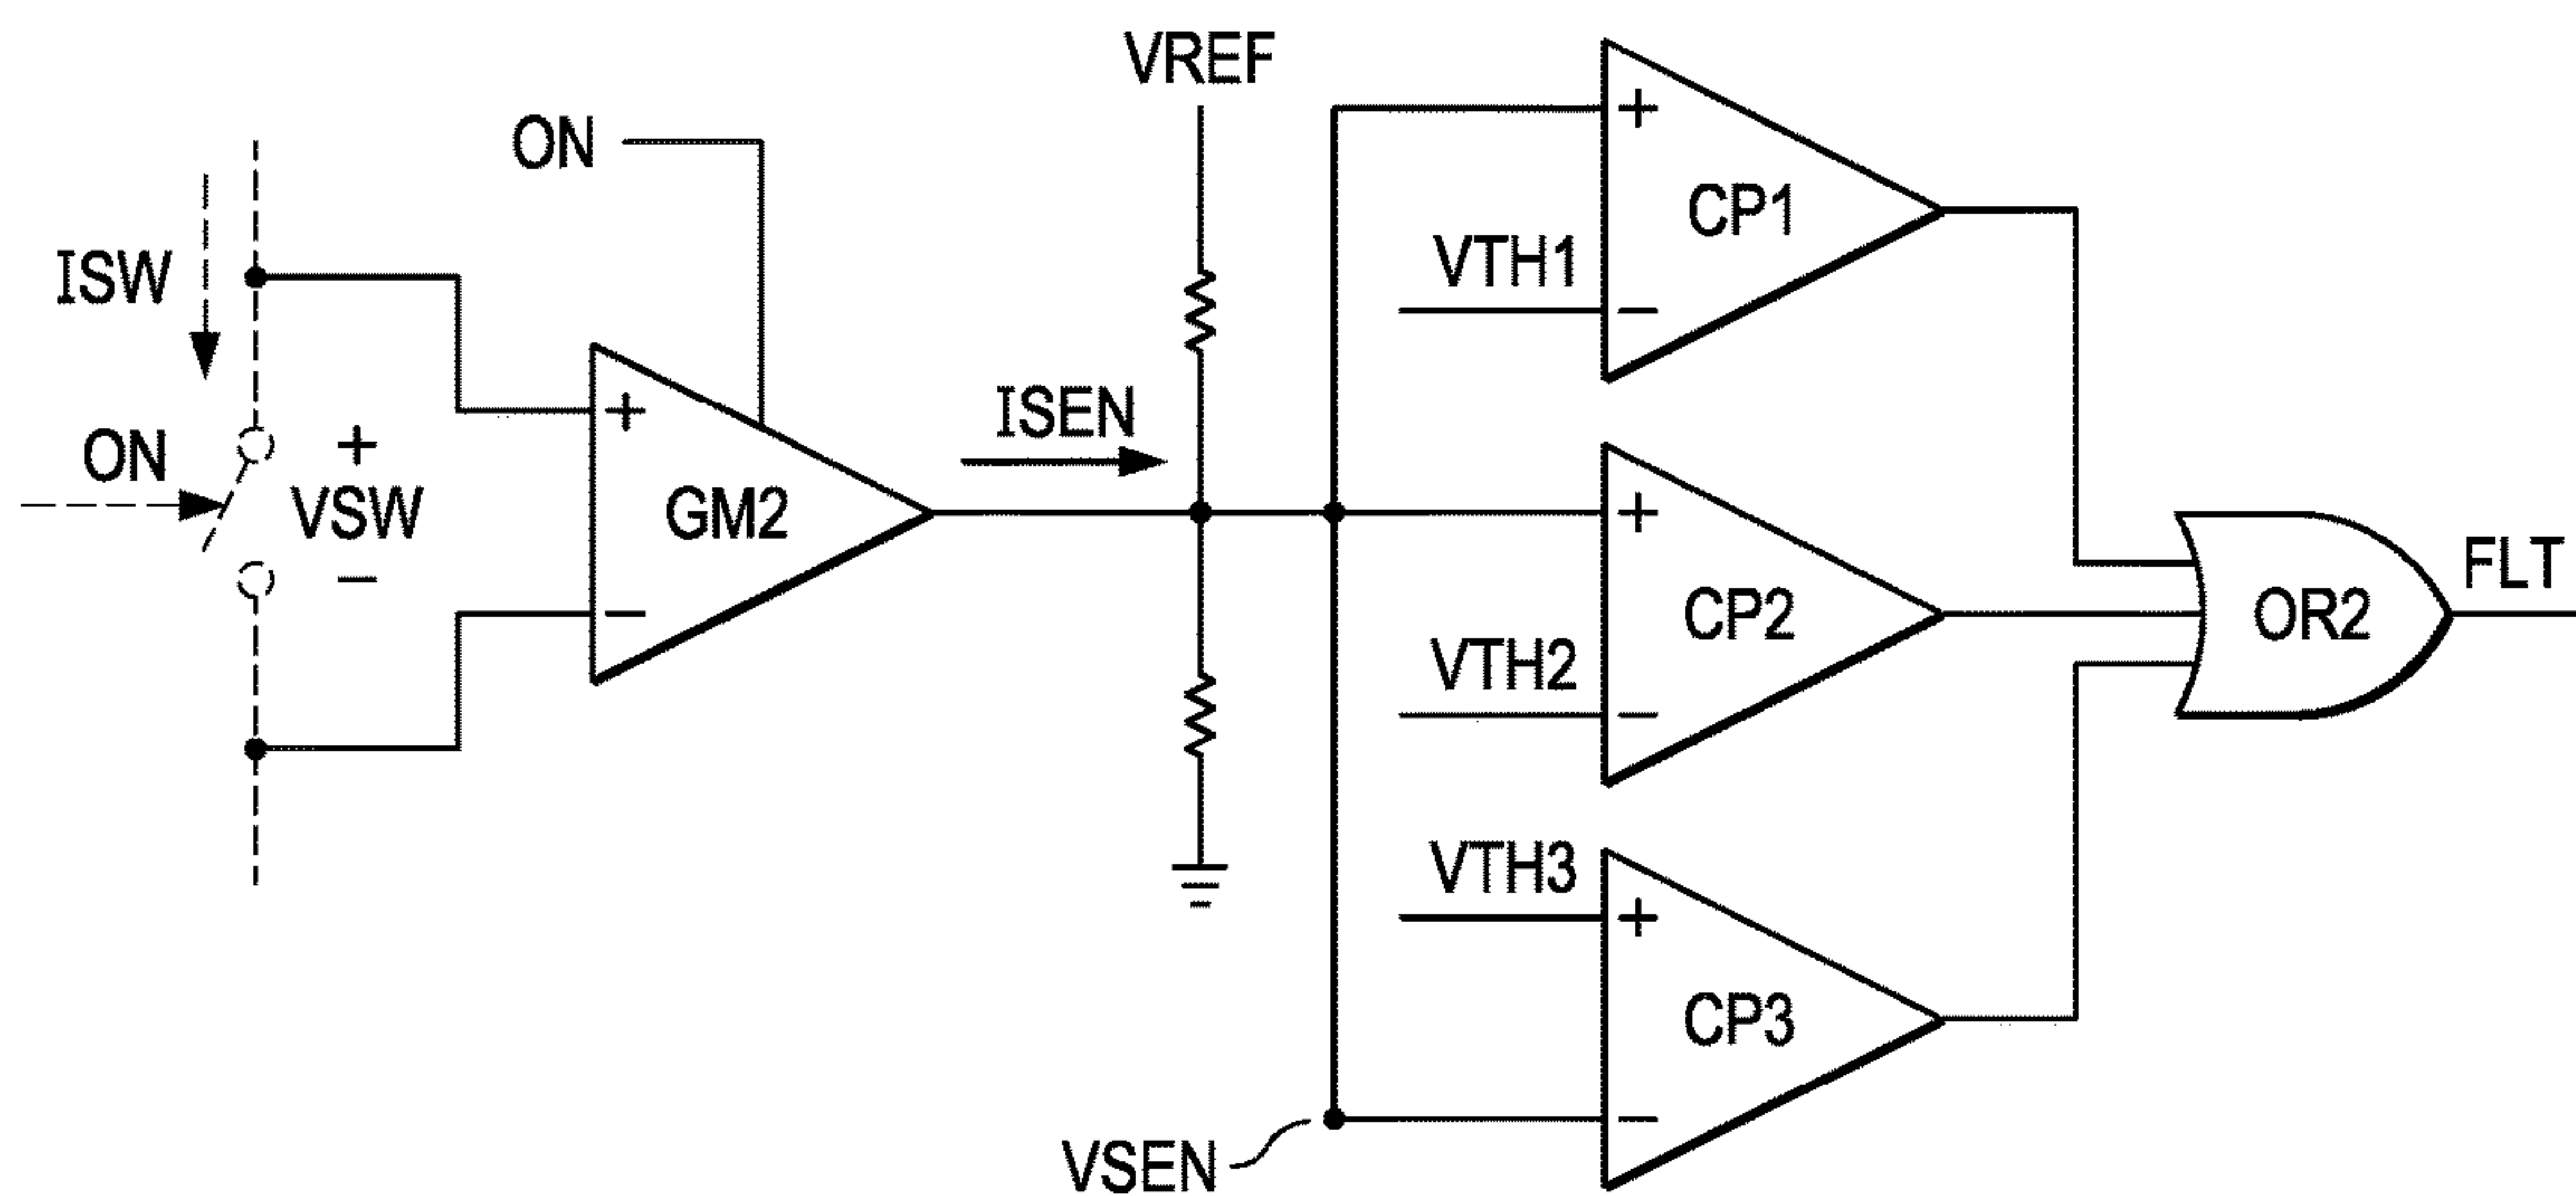 VREF
ON
ISW
ISEN
ON
+
VSW
−
+
GM2
−
+
CP1
VTH1
−
+
CP2
VTH2
−
VTH3
+
CP3
−
OR2
FLT
VSEN